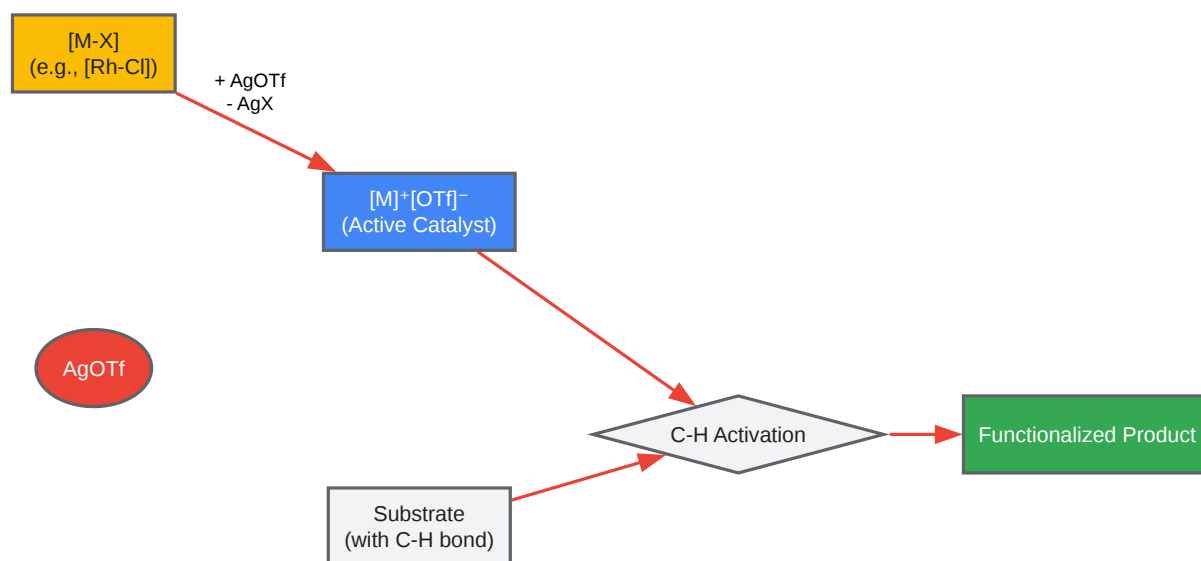 [M-X]
(e.g., [Rh-Cl])
+ AgOTf
- AgX
[M]⁺[OTf]⁻
(Active Catalyst)
AgOTf
C-H Activation
Functionalized Product
Substrate
(with C-H bond)